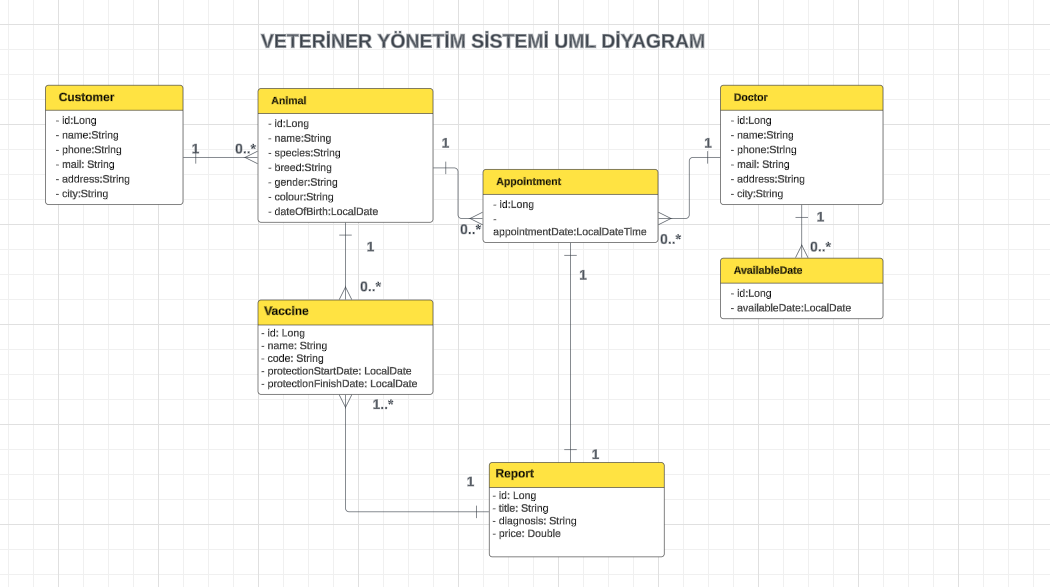 VETERİNER YÖNETİM SİSTEMİ UML DİYAGRAM
Customer
- id:Long
- name:String
- phone:String
- mail: String
- address:String
- city:String
1
0..*
Animal
- id:Long
- name:String
- species:String
- breed:String
- gender:String
- colour:String
- dateOfBirth:LocalDate
1
0..*
Appointment
- id:Long
-
appointmentDate:LocalDateTime
1
0..*
Doctor
- id:Long
- name:String
- phone:String
- mail: String
- address:String
- city:String
1
0..*
AvailableDate
- id:Long
- availableDate:LocalDate
1
0..*
Vaccine
- id: Long
- name: String
- code: String
- protectionStartDate: LocalDate
- protectionFinishDate: LocalDate
1..*
1
1
1
Report
- id: Long
- title: String
- diagnosis: String
- price: Double